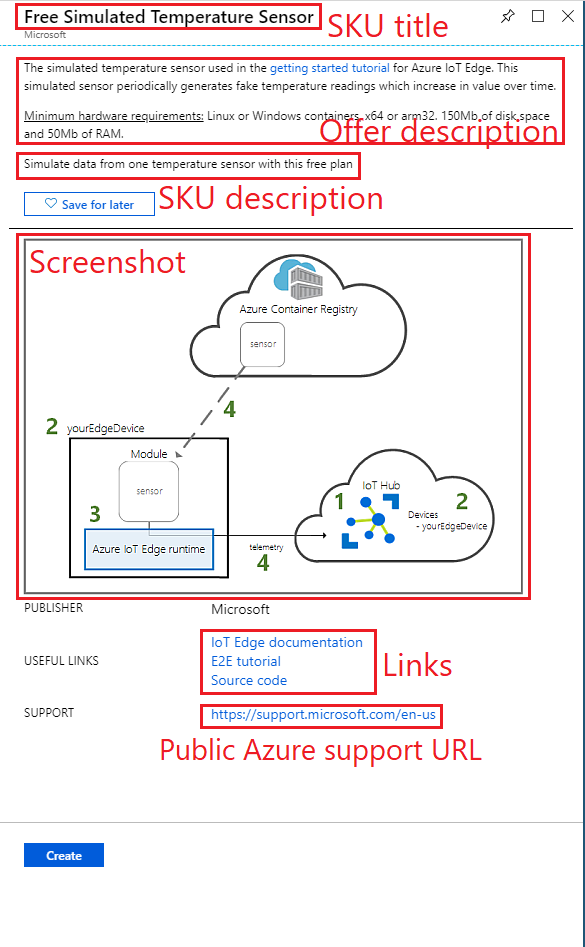 Free Simulated Temperature Sensor
SKU title
Microsoft
The simulated temperature sensor used in the getting started tutorial for Azure IoT Edge. This
simulated sensor periodically generates fake temperature readings which increase in value over time.
Minimum hardware requirements: Linux or Windows containers, x64 or arm32. 150Mb of disk space
and 50Mb of RAM.
Offer description
Simulate data from one temperature sensor with this free plan
Save for later
SKU description
Screenshot
Azure Container Registry
sensor
4
2 yourEdgeDevice
Module
sensor
3
Azure IoT Edge runtime
telemetry
4
IoT Hub
1
2
Devices
- yourEdgeDevice
PUBLISHER
Microsoft
USEFUL LINKS
IoT Edge documentation
E2E tutorial
Source code
Links
SUPPORT
https://support.microsoft.com/en-us
Public Azure support URL
Create